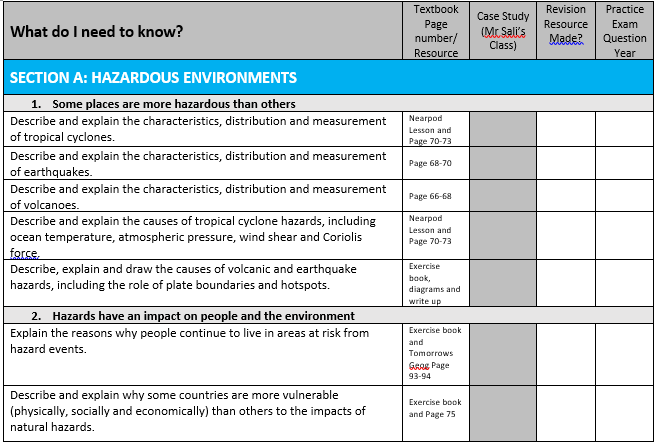 What do I need to know?
Textbook
Page
number/
Resource
Case Study
(Mr Sali's
Class)
Revision
Resource
Made?
Practice
Exam
Question
Year
SECTION A: HAZARDOUS ENVIRONMENTS
1. Some places are more hazardous than others
Describe and explain the characteristics, distribution and measurement
of tropical cyclones.
Nearpod
Lesson and
Page 70-73
Describe and explain the characteristics, distribution and measurement
of earthquakes.
Page 68-70
Describe and explain the characteristics, distribution and measurement
of volcanoes.
Page 66-68
Describe and explain the causes of tropical cyclone hazards, including
ocean temperature, atmospheric pressure, wind shear and Coriolis
force.
Nearpod
Lesson and
Page 70-73
Describe, explain and draw the causes of volcanic and earthquake
hazards, including the role of plate boundaries and hotspots.
Exercise
book,
diagrams and
write up
2. Hazards have an impact on people and the environment
Explain the reasons why people continue to live in areas at risk from
hazard events.
Exercise book
and
Tomorrows
Geog Page
93-94
Describe and explain why some countries are more vulnerable
(physically, socially and economically) than others to the impacts of
natural hazards.
Exercise book
and Page 75